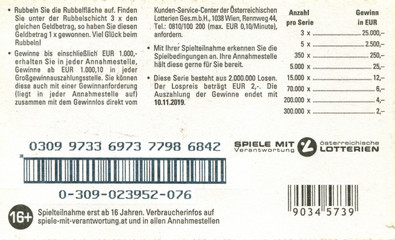 • Rubbeln Sie die Rubbelfläche auf. Finden
Sie unter der Rubbelschicht 3 x den
gleichen Geldbetrag, so haben Sie diesen
Geldbetrag 1 x gewonnen. Viel Glück beim
Rubbeln!
• Gewinne bis einschließlich EUR 1.000,-
erhalten Sie in jeder Annahmestelle,
Gewinne ab EUR 1.000,10 in jeder
Großgewinnauszahlungsstelle. Sie können
diese auch mit einer Gewinnanforderung
(liegt in jeder Annahmestelle auf)
zusammen mit dem Gewinnlos direkt vom
Kunden-Service-Center der Österreichischen
Lotterien Ges.m.b.H., 1038 Wien, Rennweg 44,
Tel.: 0810/100 200 (max. EUR 0,10/Minute),
anfordern.
• Mit Ihrer Spielteilnahme erkennen Sie die
Spielbedingungen an. Ihre Annahmestelle
hält diese gerne für Sie bereit.
• Diese Serie besteht aus 2.000.000 Losen.
Der Lospreis beträgt EUR 2,-. Die
Auszahlung der Gewinne endet mit
10.11.2019.
Anzahl pro Serie Gewinne in EUR
3 x 25.000,–
5 x 2.500,–
350 x 250,–
5.000 x 25,–
15.000 x 12,–
70.000 x 6,–
200.000 x 4,–
300.000 x 2,–
0309 9733 6973 7798 6842
0-309-023952-076
SPIELE MIT
Verantwortung
österreichische
LOTTERIEN
9034 5739
16+
Spielteilnahme erst ab 16 Jahren. Verbraucherinfos auf
spiele-mit-verantwortung.at und in allen Annahmestellen